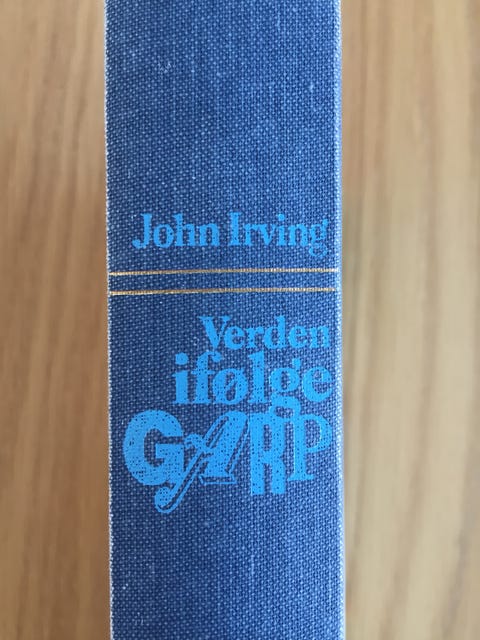 John Irving
Verden
ifølge
GARP